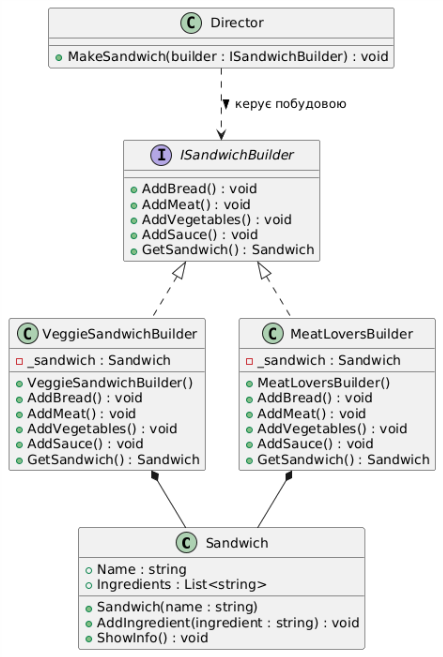 C Director
MakeSandwich(builder : ISandwichBuilder) : void
керує побудовою
I ISandwichBuilder
AddBread() : void
AddMeat() : void
AddVegetables() : void
AddSauce() : void
GetSandwich() : Sandwich
C VeggieSandwichBuilder
_sandwich : Sandwich
VeggieSandwichBuilder()
AddBread() : void
AddMeat() : void
AddVegetables() : void
AddSauce() : void
GetSandwich() : Sandwich
C MeatLoversBuilder
_sandwich : Sandwich
MeatLoversBuilder()
AddBread() : void
AddMeat() : void
AddVegetables() : void
AddSauce() : void
GetSandwich() : Sandwich
C Sandwich
Name : string
Ingredients : List<string>
Sandwich(name : string)
AddIngredient(ingredient : string) : void
ShowInfo() : void